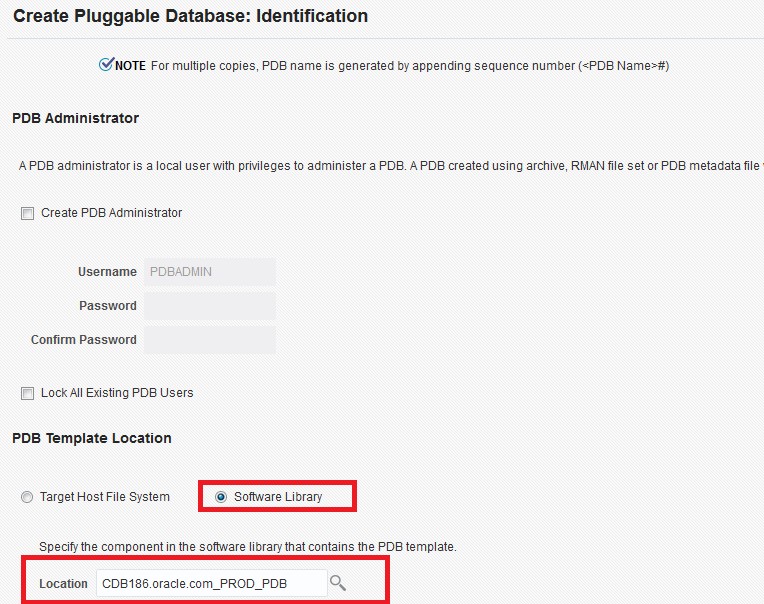 Create Pluggable Database: Identification
NOTE For multiple copies, PDB name is generated by appending sequence number (<PDB Name>#)
PDB Administrator
A PDB administrator is a local user with privileges to administer a PDB. A PDB created using archive, RMAN file set or PDB metadata file
Create PDB Administrator
Username PDBADMIN
Password
Confirm Password
Lock All Existing PDB Users
PDB Template Location
Target Host File System Software Library
Specify the component in the software library that contains the PDB template.
Location CDB186.oracle.com_PROD_PDB